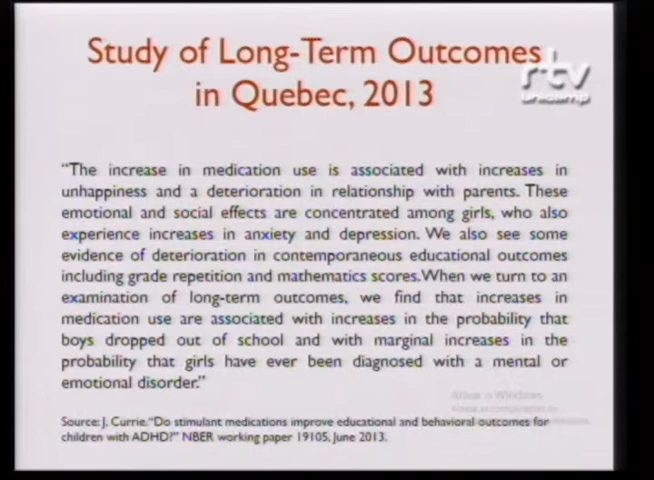 Study of Long-Term Outcomes
in Quebec, 2013
rtv
unicamp
“The increase in medication use is associated with increases in
unhappiness and a deterioration in relationship with parents. These
emotional and social effects are concentrated among girls, who also
experience increases in anxiety and depression. We also see some
evidence of deterioration in contemporaneous educational outcomes
including grade repetition and mathematics scores.When we turn to an
examination of long-term outcomes, we find that increases in
medication use are associated with increases in the probability that
boys dropped out of school and with marginal increases in the
probability that girls have ever been diagnosed with a mental or
emotional disorder.”
Windows
Source: J. Currie.“Do stimulant medications improve educational and behavioral outcomes for
children with ADHD?” NBER working paper 19105, June 2013.